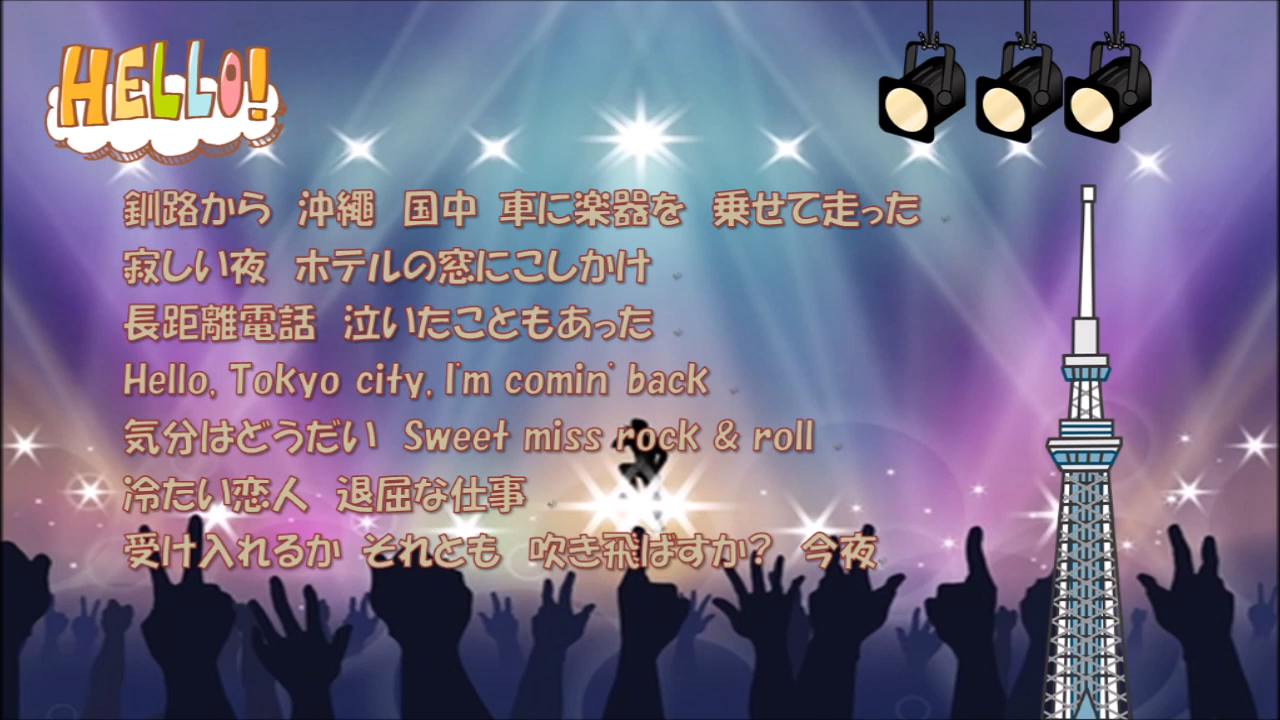 HELLO!
釧路から 沖縄 国中 車に楽器を 乗せて走った
寂しい夜 ホテルの窓にこしかけ
長距離電話 泣いたこともあった
Hello, Tokyo city, I'm comin' back
気分はどうだい Sweet miss rock & roll
冷たい恋人 退屈な仕事
受け入れるか それとも 吹き飛ばすか? 今夜